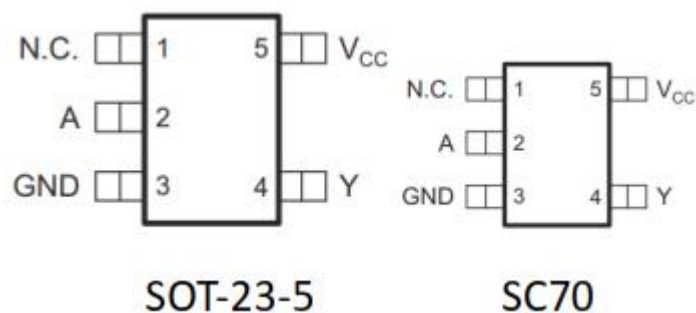 N.C. 1 5 VCC
A 2
GND 3 4 Y
SOT-23-5
N.C. 1 5 VCC
A 2
GND 3 4 Y
SC70